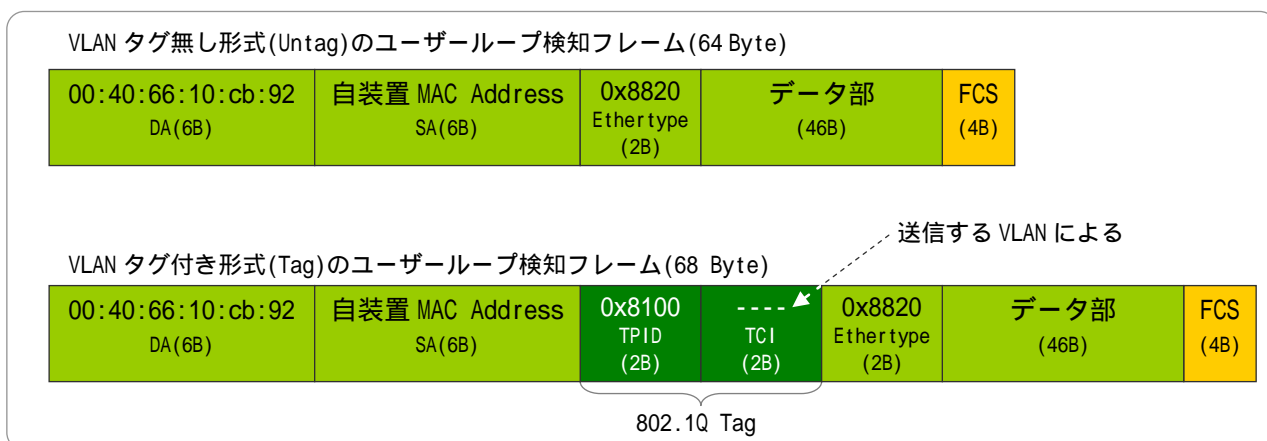 VLAN タグ無し形式(Untag)のユーザーループ検知フレーム(64 Byte)
00:40:66:10:cb:92
DA(6B)
自装置 MAC Address
SA(6B)
0x8820
Ethertype
(2B)
データ部
(46B)
FCS
(4B)
送信する VLAN による
VLAN タグ付き形式(Tag)のユーザーループ検知フレーム(68 Byte)
00:40:66:10:cb:92
DA(6B)
自装置 MAC Address
SA(6B)
0x8100
TPID
(2B)
----
TCI
(2B)
0x8820
Ethertype
(2B)
データ部
(46B)
FCS
(4B)
802.1Q Tag